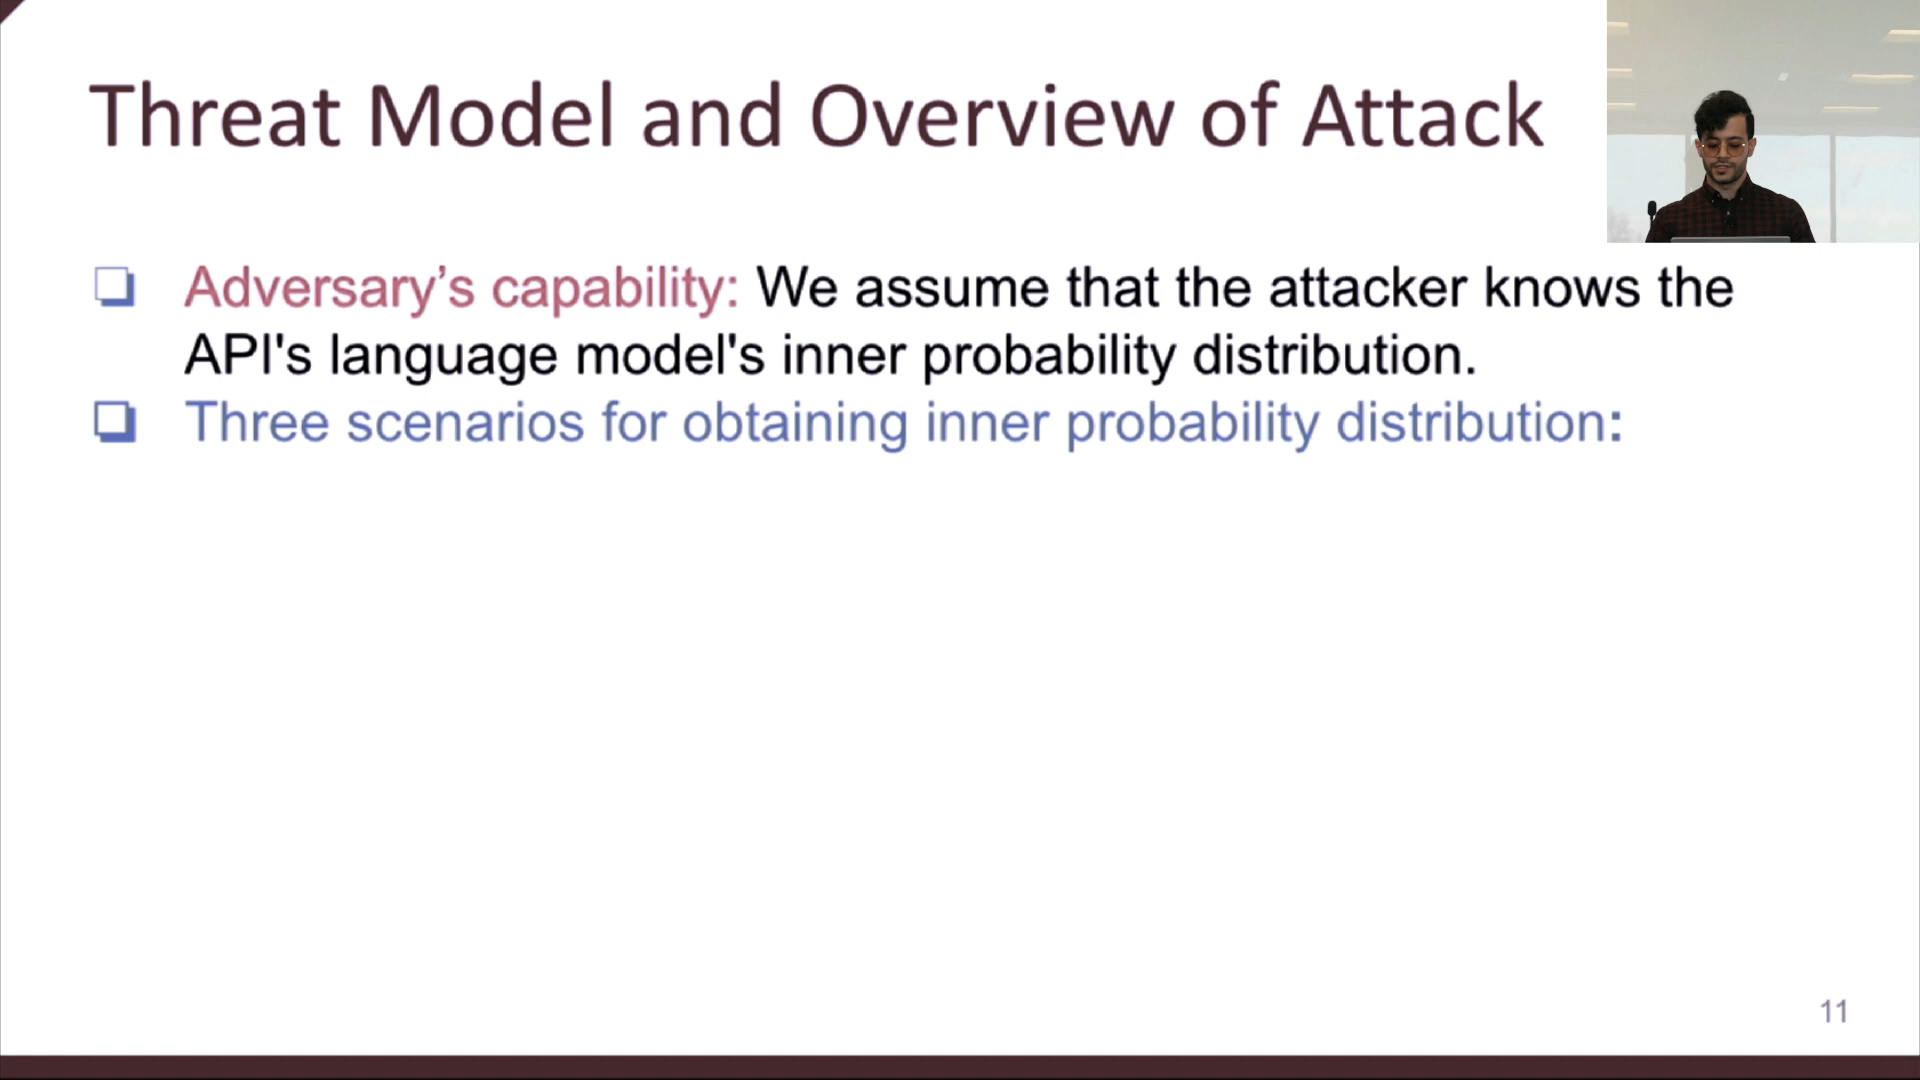 Threat Model and Overview of Attack
Adversary’s capability: We assume that the attacker knows the
API's language model's inner probability distribution.
Three scenarios for obtaining inner probability distribution:
11